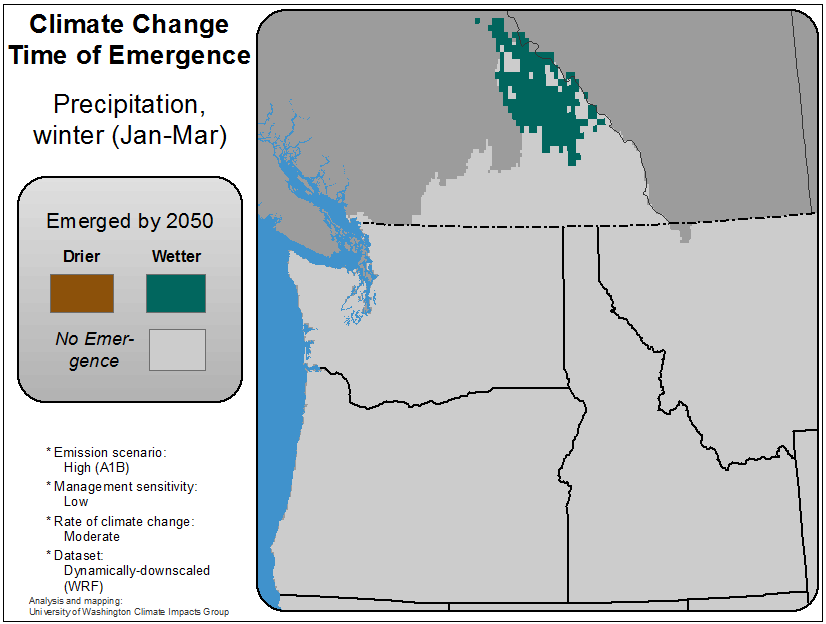 Climate Change
Time of Emergence
Precipitation,
winter (Jan-Mar)
Emerged by 2050
Drier Wetter
No Emer-
gence
* Emission scenario:
High (A1B)
* Management sensitivity:
Low
* Rate of climate change:
Moderate
* Dataset:
Dynamically-downscaled
(WRF)
Analysis and mapping:
University of Washington Climate Impacts Group